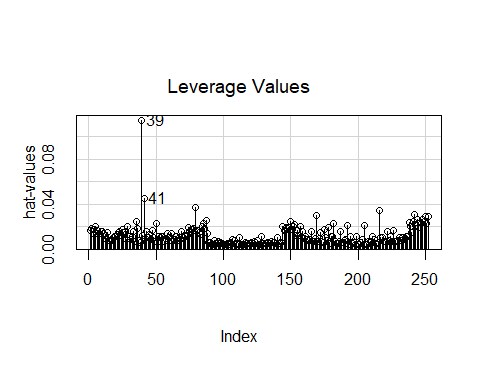 Leverage Values
hat-values
0.00 0.04 0.08
39
41
0 50 100 150 200 250
Index